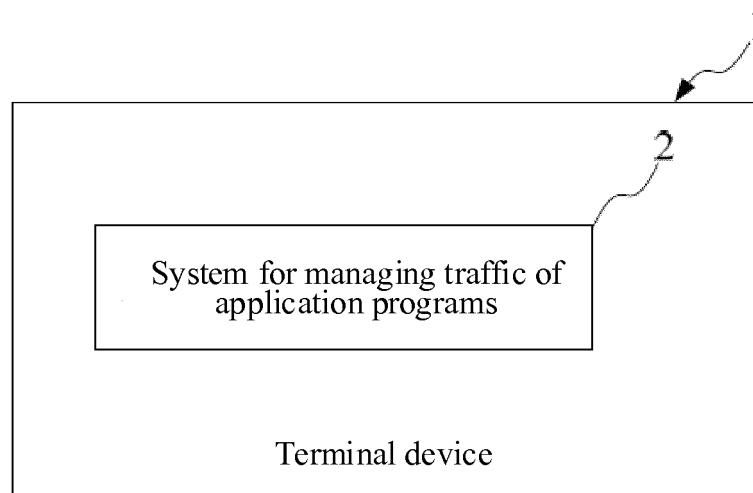 2
System for managing traffic of
application programs
Terminal device